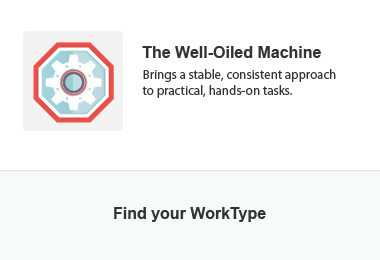 The Well-Oiled Machine
Brings a stable, consistent approach
to practical, hands-on tasks.
Find your WorkType